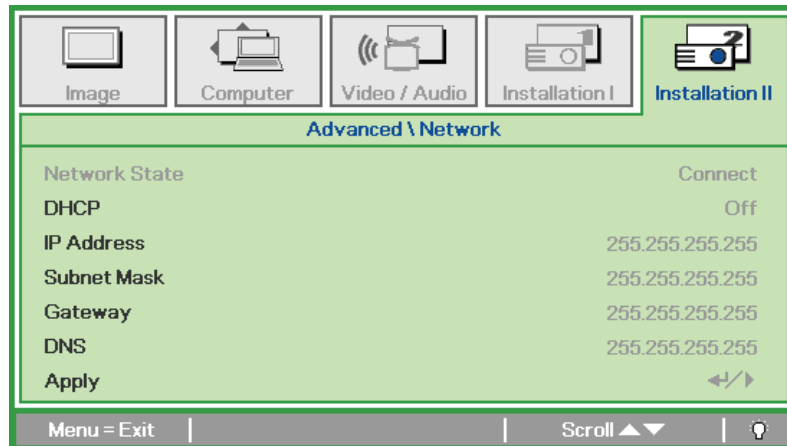 Image Computer Video / Audio Installation I Installation II
Advanced \ Network
Network State Connect
DHCP Off
IP Address 255.255.255.255
Subnet Mask 255.255.255.255
Gateway 255.255.255.255
DNS 255.255.255.255
Apply
Menu = Exit Scroll ▲▼